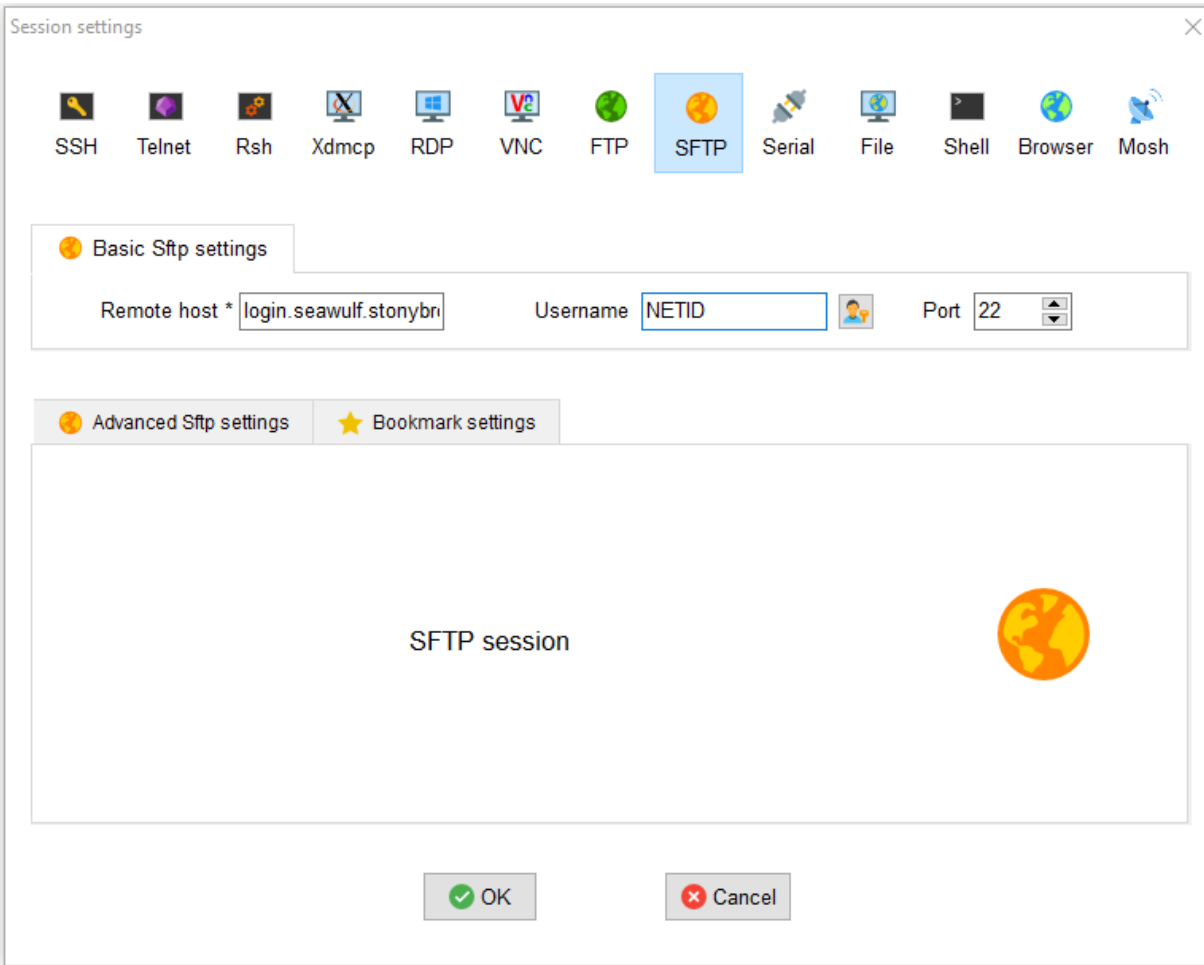 Session settings
SSH Telnet Rsh Xdmcp RDP VNC FTP SFTP Serial File Shell Browser Mosh
Basic Sftp settings
Remote host * login.seawulf.stonybr Username NETID Port 22
Advanced Sftp settings Bookmark settings
SFTP session
OK Cancel